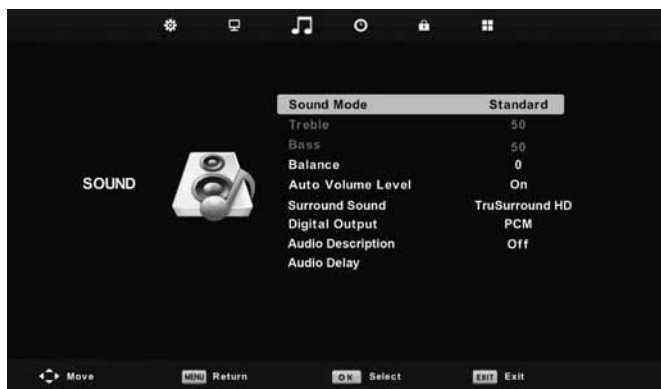 Sound Mode Standard
Treble 50
Bass 50
Balance 0
SOUND Auto Volume Level On
Surround Sound TruSurround HD
Digital Output PCM
Audio Description Off
Audio Delay
Move MENU Return OK Select EXIT Exit